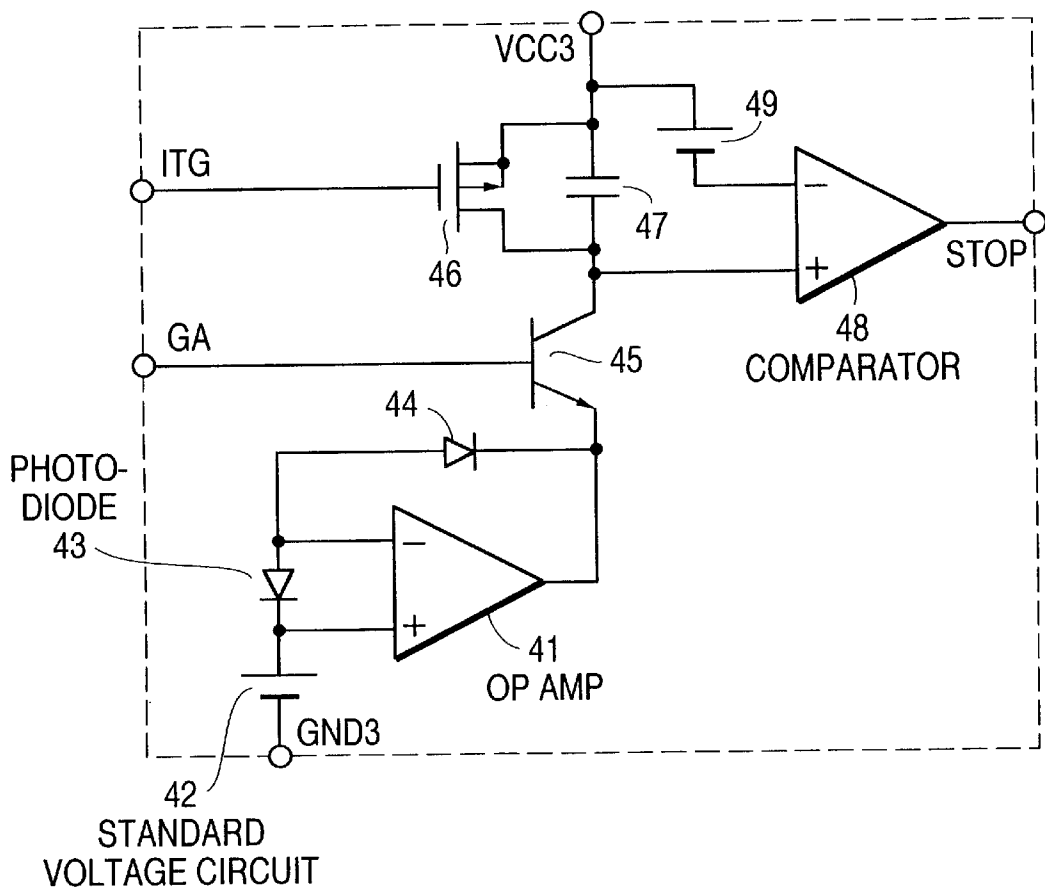 VCC3
49
ITG
−
47
46
STOP
+
48
COMPARATOR
GA
45
44
PHOTO-
DIODE
43
−
+
41
OP AMP
GND3
42
STANDARD
VOLTAGE CIRCUIT